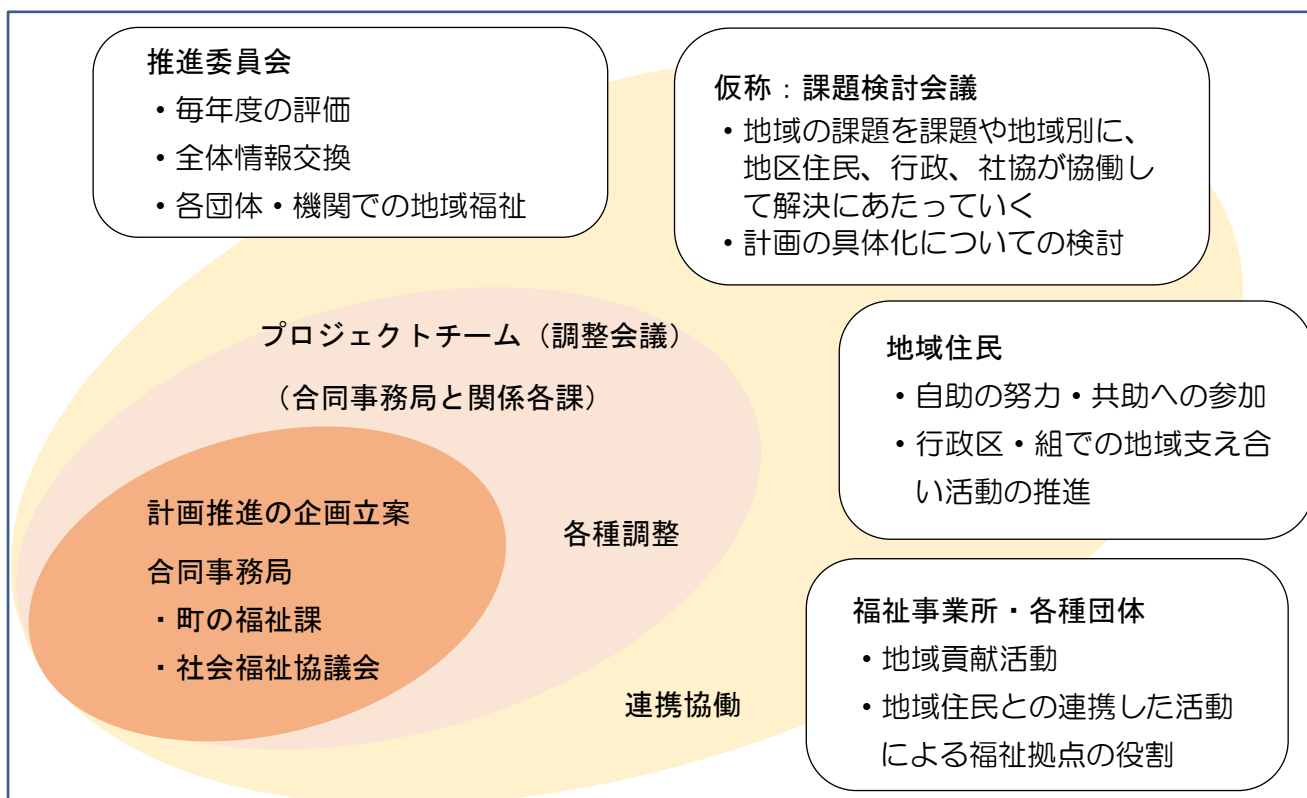 推進委員会
・毎年度の評価
・全体情報交換
・各団体・機関での地域福祉
仮称：課題検討会議
・地域の課題を課題や地域別に、
地区住民、行政、社協が協働し
て解決にあたっていく
・計画の具体化についての検討
プロジェクトチーム（調整会議）
（合同事務局と関係各課）
地域住民
・自助の努力・共助への参加
・行政区・組での地域支え合
い活動の推進
計画推進の企画立案
合同事務局
・町の福祉課
・社会福祉協議会
各種調整
連携協働
福祉事業所・各種団体
・地域貢献活動
・地域住民との連携した活動
による福祉拠点の役割